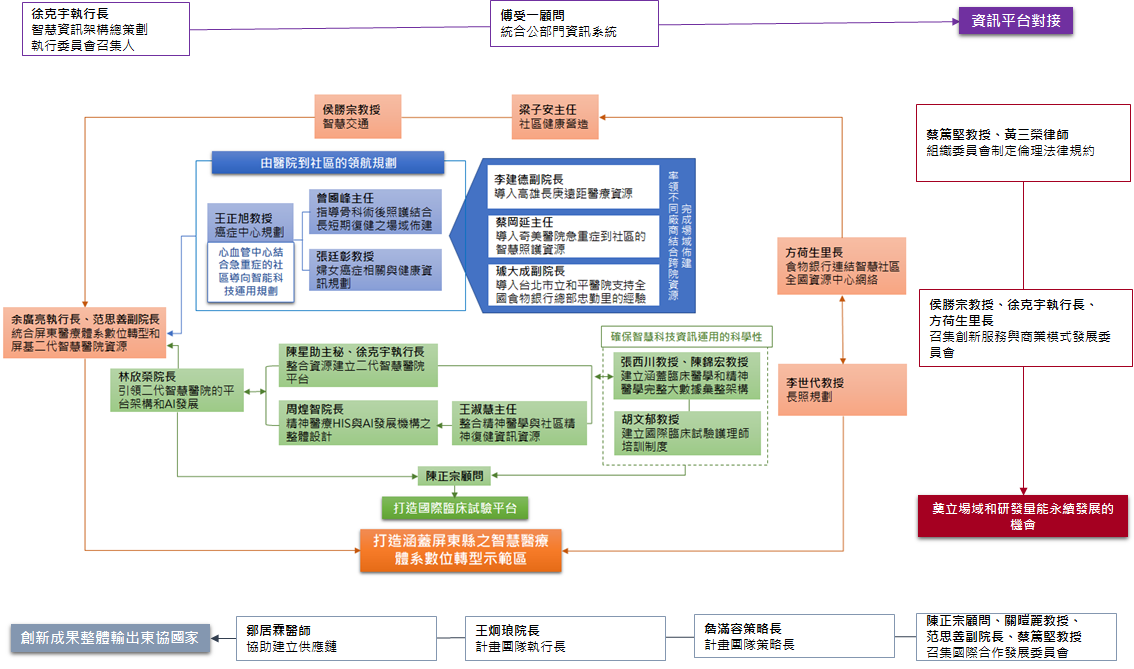 徐克宇執行長
智慧資訊架構總策劃
執行委員會召集人
傅受一顧問
統合公部門資訊系統
資訊平台對接
侯勝宗教授
智慧交通
梁子安主任
社區健康營造
蔡篤堅教授、黃三榮律師
組織委員會制定倫理法律規約
由醫院到社區的領航規劃
王正旭教授
癌症中心規劃
心血管中心結
合急重症的社
區導向智能科
技運用規劃
曾國峰主任
指導骨科術後照護結合
長短期復健之場域佈建
張廷彰教授
婦女癌症相關與健康資
訊規劃
李建德副院長
導入高雄長庚遠距醫療資源
蔡岡延主任
導入奇美醫院急重症到社區的
智慧照護資源
璩大成副院長
導入台北市立和平醫院支持全
國食物銀行總部忠勤里的經驗
率領不同廠商結合跨院資源
完成場域佈建
方荷生里長
食物銀行連結智慧社區
全國資源中心網絡
余廣亮執行長、范思善副院長
統合屏東醫療體系數位轉型和
屏基二代智慧醫院資源
侯勝宗教授、徐克宇執行長、
方荷生里長
召集創新服務與商業模式發展委
員會
確保智慧科技資訊運用的科學性
陳星助主秘、徐克宇執行長
整合資源建立二代智慧醫院
平台
張西川教授、陳錦宏教授
建立涵蓋臨床醫學和精神
醫學完整大數據彙整架構
林欣榮院長
引領二代智慧醫院的平
台架構和AI發展
李世代教授
長照規劃
周煌智院長
精神醫療HIS與AI發展機構之
整體設計
王淑慧主任
整合精神醫學與社區精
神復健資訊資源
胡文郁教授
建立國際臨床試驗護理師
培訓制度
陳正宗顧問
打造國際臨床試驗平台
打造涵蓋屏東縣之智慧醫療
體系數位轉型示範區
奠立場域和研發量能永續發展的
機會
創新成果整體輸出東協國家
鄒居霖醫師
協助建立供應鏈
王炯琅院長
計畫團隊執行長
詹滿容策略長
計畫團隊策略長
陳正宗顧問、關皚麗教授、
范思善副院長、蔡篤堅教授
召集國際合作發展委員會